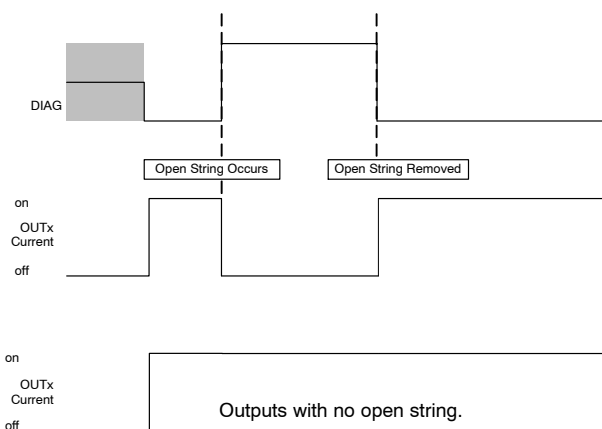 DIAG
Open String Occurs
Open String Removed
on
OUTx
Current
off
on
OUTx
Current
off
Outputs with no open string.